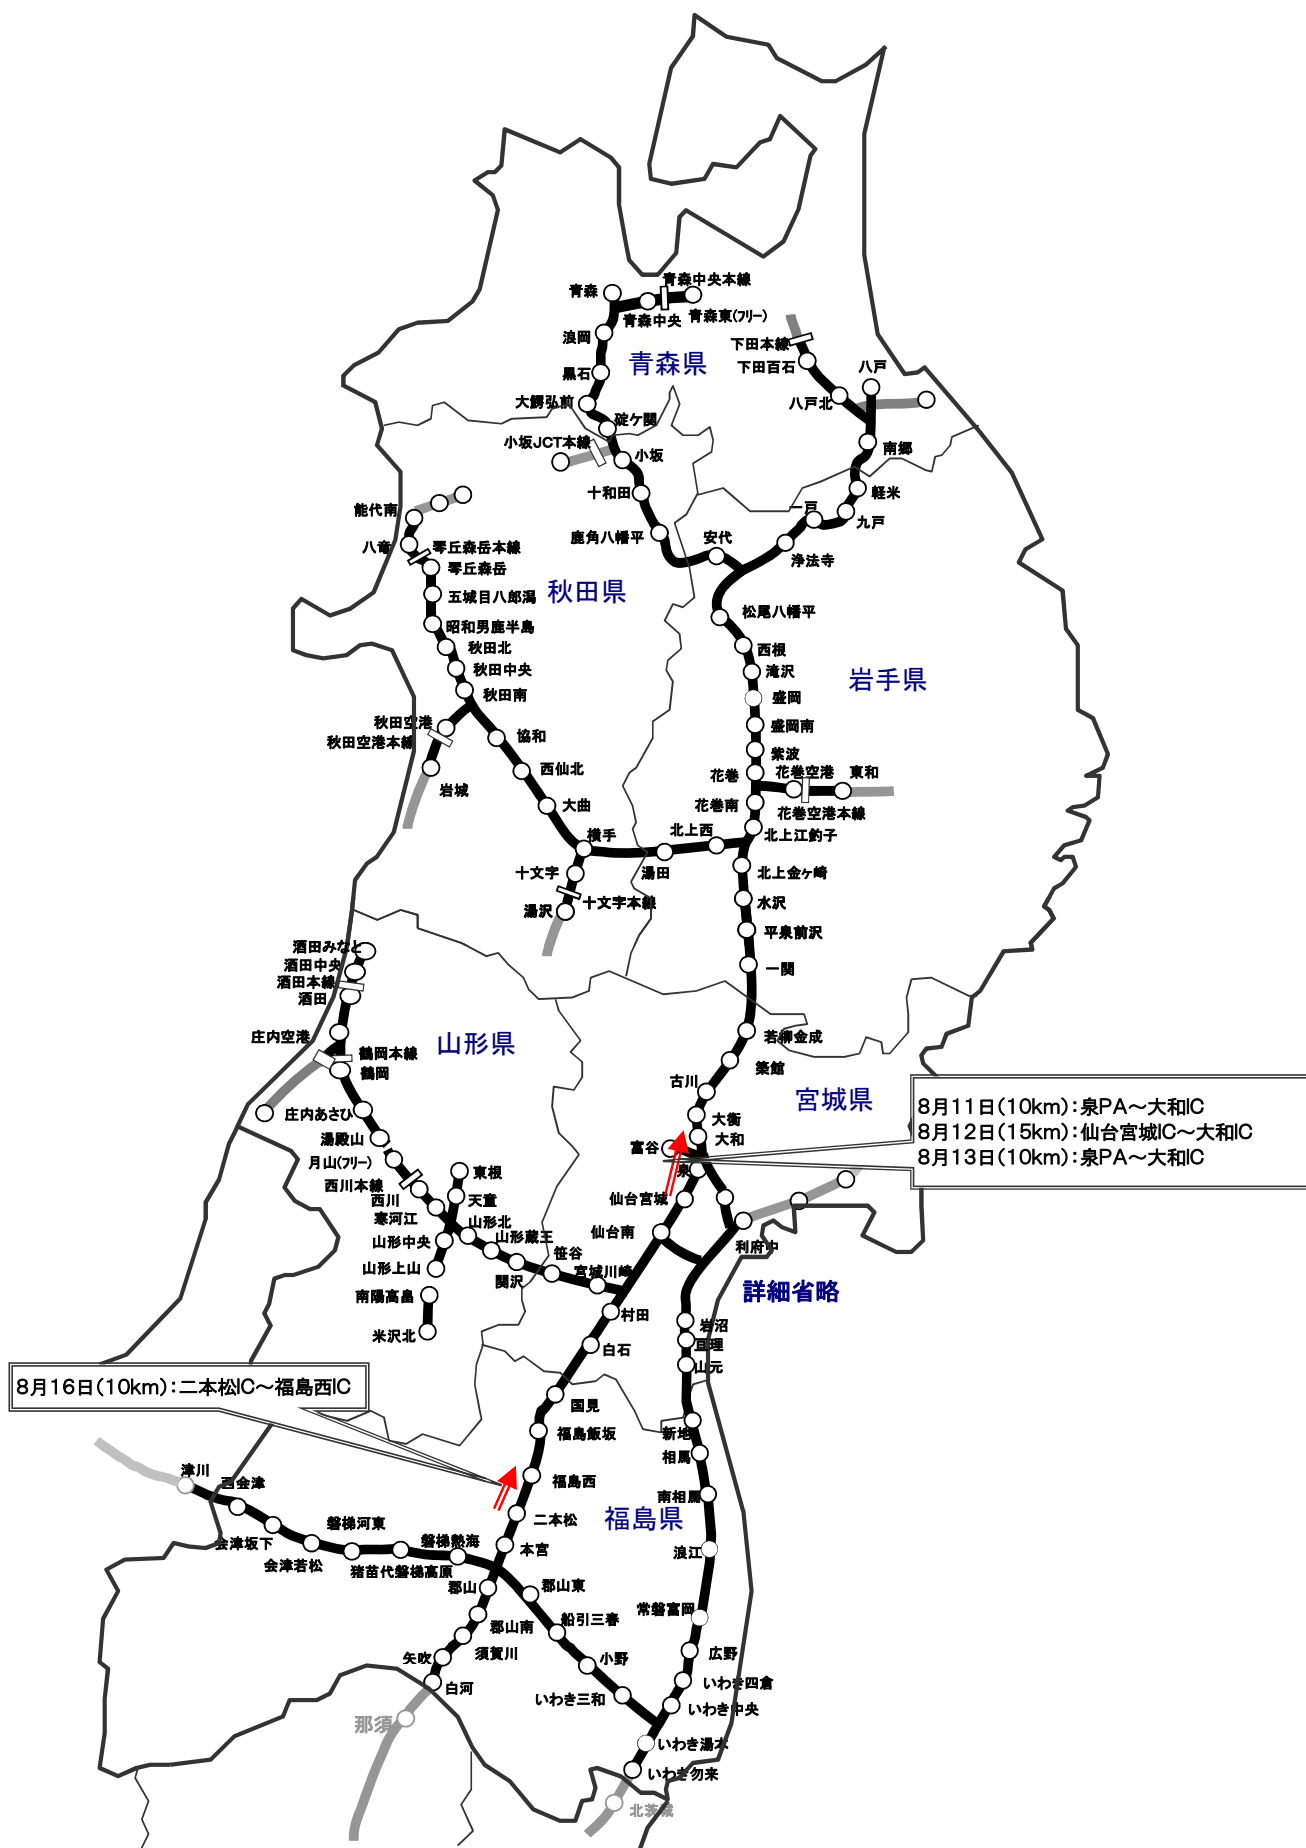 青森中央本線
青森
青森中央
青森東(フリー)
浪岡
下田本線
青森県
下田百石
八戸
黒石
大鰐弘前
八戸北
碇ケ関
小坂JCT本線
南郷
小坂
十和田
軽米
能代南
一戸
九戸
鹿角八幡平
安代
八竜
琴丘森岳本線
浄法寺
琴丘森岳
秋田県
五城目八郎潟
松尾八幡平
昭和男鹿半島
秋田北
西根
秋田中央
滝沢
岩手県
秋田南
盛岡
秋田空港
盛岡南
秋田空港本線
協和
紫波
西仙北
花巻
花巻空港
東和
岩城
大曲
花巻南
花巻空港本線
横手
北上西
北上江釣子
十文字
湯田
北上金ヶ崎
湯沢
十文字本線
水沢
平泉前沢
酒田みなと
酒田中央
一関
酒田本線
酒田
庄内空港
山形県
若柳金成
鶴岡本線
鶴岡
築館
古川
宮城県
庄内あさひ
大衡
8月11日(10km):泉PA~大和IC
8月12日(15km):仙台宮城IC~大和IC
8月13日(10km):泉PA~大和IC
湯殿山
大和
富谷
月山(フリー)
東根
泉
西川本線
西川
天童
仙台宮城
寒河江
山形北
山形中央
山形蔵王
仙台南
利府中
笹谷
山形上山
関沢
宮城川崎
南陽高畠
詳細省略
村田
岩沼
米沢北
亘理
白石
山元
8月16日(10km):二本松IC~福島西IC
国見
福島飯坂
新地
相馬
津川
西会津
福島西
南相馬
二本松
福島県
会津坂下
磐梯河東
磐梯熱海
本宮
浪江
会津若松
猪苗代磐梯高原
郡山
郡山東
常磐富岡
郡山南
船引三春
矢吹
須賀川
小野
広野
白河
いわき三和
いわき四倉
いわき中央
那須
いわき湯本
いわき勿来
北茨城